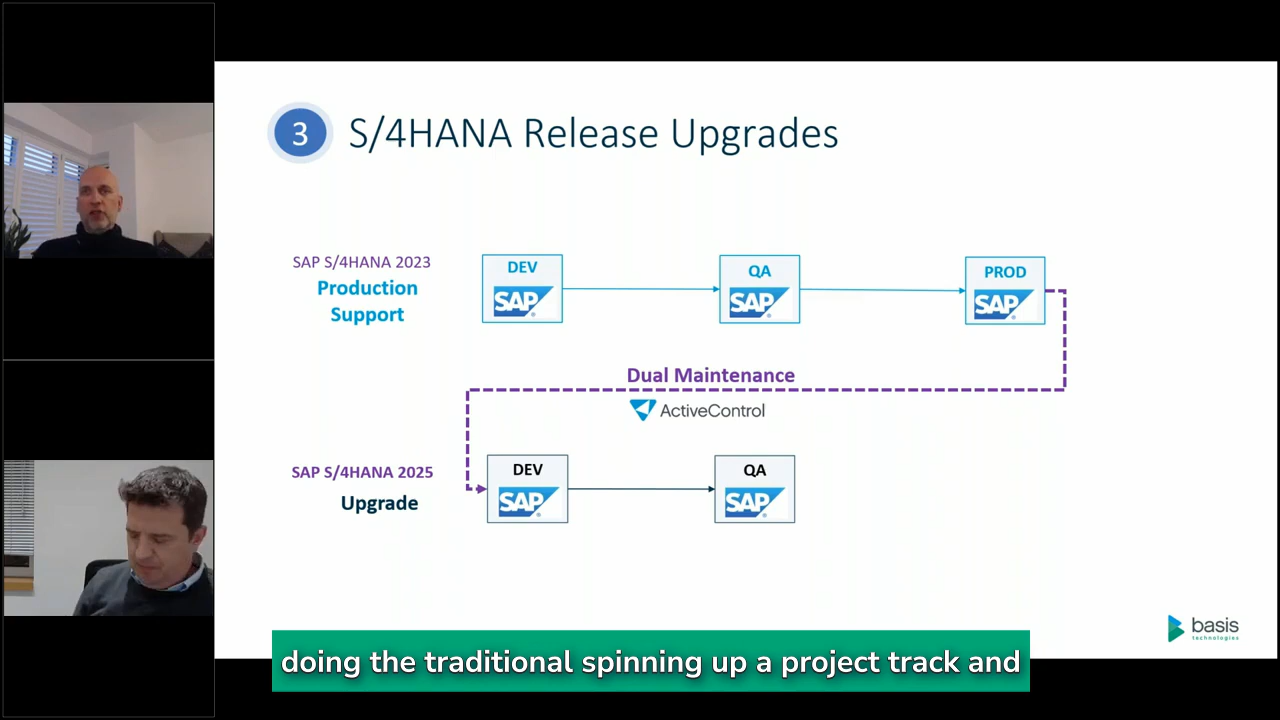 3
S/4HANA Release Upgrades
SAP S/4HANA 2023
Production
Support
DEV
SAP
QA
SAP
PROD
SAP
Dual Maintenance
ActiveControl
SAP S/4HANA 2025
Upgrade
DEV
SAP
QA
SAP
basis
technologies
doing the traditional spinning up a project track and